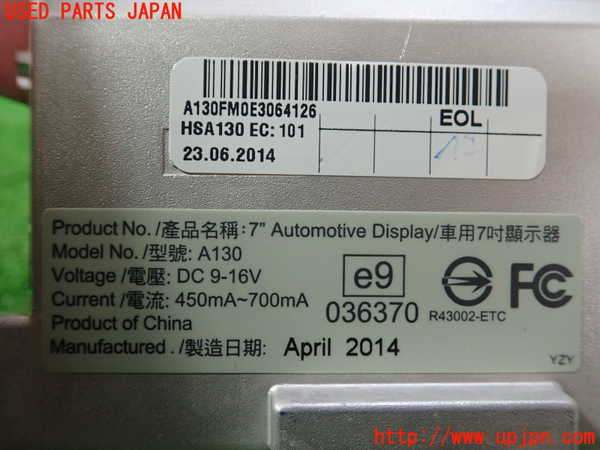 USED PARTS JAPAN
A130FM0E3064126
HSA130 EC: 101
EOL
23.06.2014
Product No./產品名稱: 7" Automotive Display/車用7吋顯示器
Model No./型號: A130
Voltage /電壓: DC 9-16V
Current /電流: 450mA~700mA
Product of China
Manufactured./製造日期: April 2014
e9
036370
R43002-ETC
FC
YZY
http://www.upjpn.com/